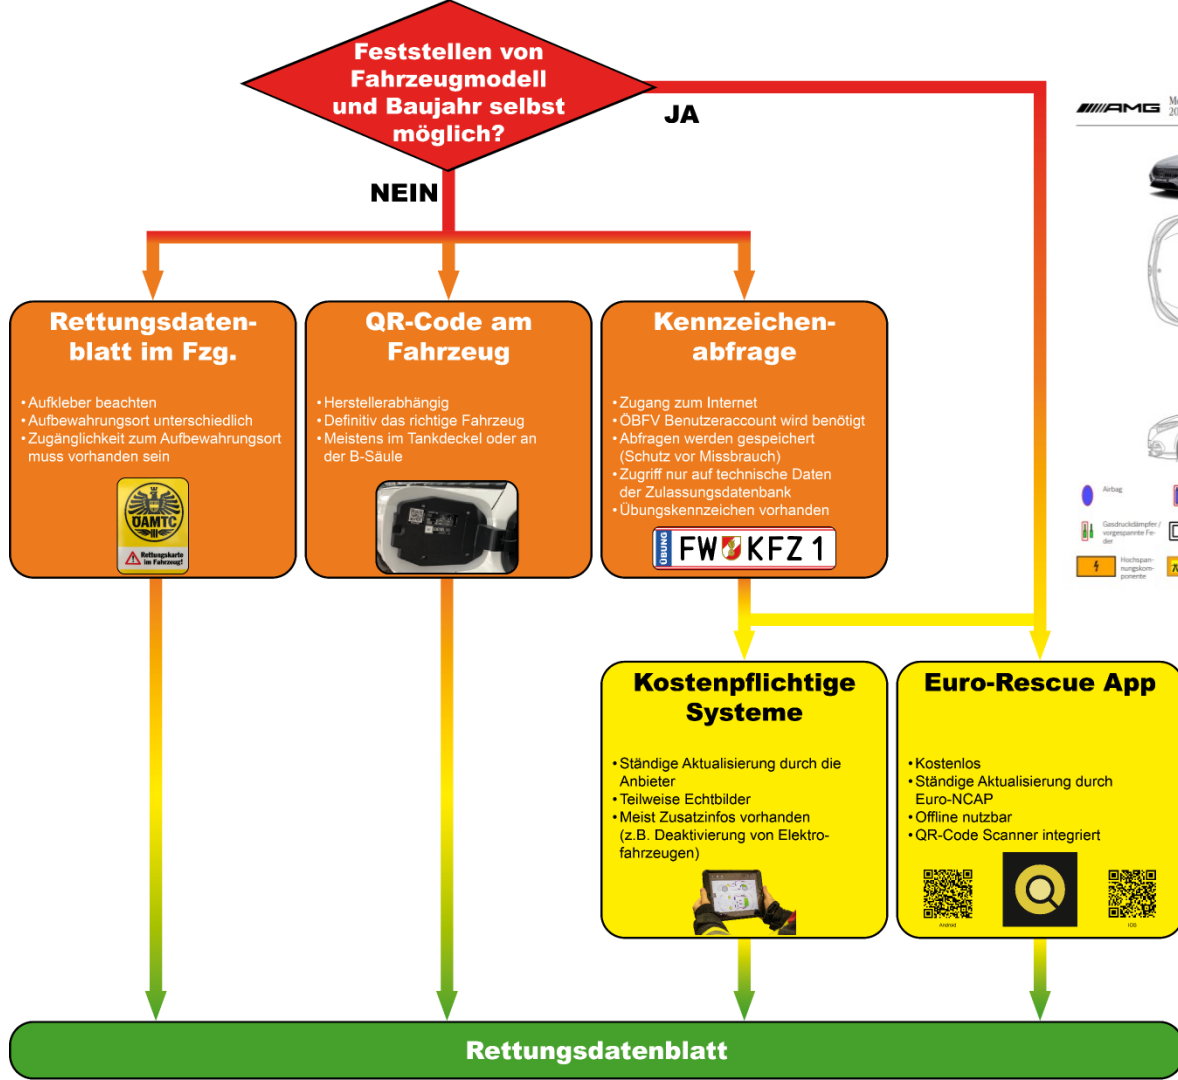 Feststellen von
Fahrzeugmodell
und Baujahr selbst
möglich?
JA
NEIN
AMG
Rettungsdaten-
blatt im Fzg.
• Aufkleber beachten
• Aufbewahrungsort unterschiedlich
• Zugänglichkeit zum Aufbewahrungsort
muss vorhanden sein
ÖAMTC
Rettungskarte
im Fahrzeug!
QR-Code am
Fahrzeug
• Herstellerabhängig
• Definitiv das richtige Fahrzeug
• Meistens im Tankdeckel oder an
der B-Säule
Kennzeichen-
abfrage
• Zugang zum Internet
• ÖBFV Benutzeraccount wird benötigt
• Abfragen werden gespeichert
(Schutz vor Missbrauch)
• Zugriff nur auf technische Daten
der Zulassungsdatenbank
• Übungskennzeichen vorhanden
ÜBUNG
FW KFZ 1
Airbag
Gasdruckdämpfer /
vorgespannte Fe-
der
Hochspan-
nungskom-
ponente
Kostenpflichtige
Systeme
• Ständige Aktualisierung durch die
Anbieter
• Teilweise Echtbilder
• Meist Zusatzinfos vorhanden
(z.B. Deaktivierung von Elektro-
fahrzeugen)
Euro-Rescue App
• Kostenlos
• Ständige Aktualisierung durch
Euro-NCAP
• Offline nutzbar
• QR-Code Scanner integriert
Android
IOS
Rettungsdatenblatt